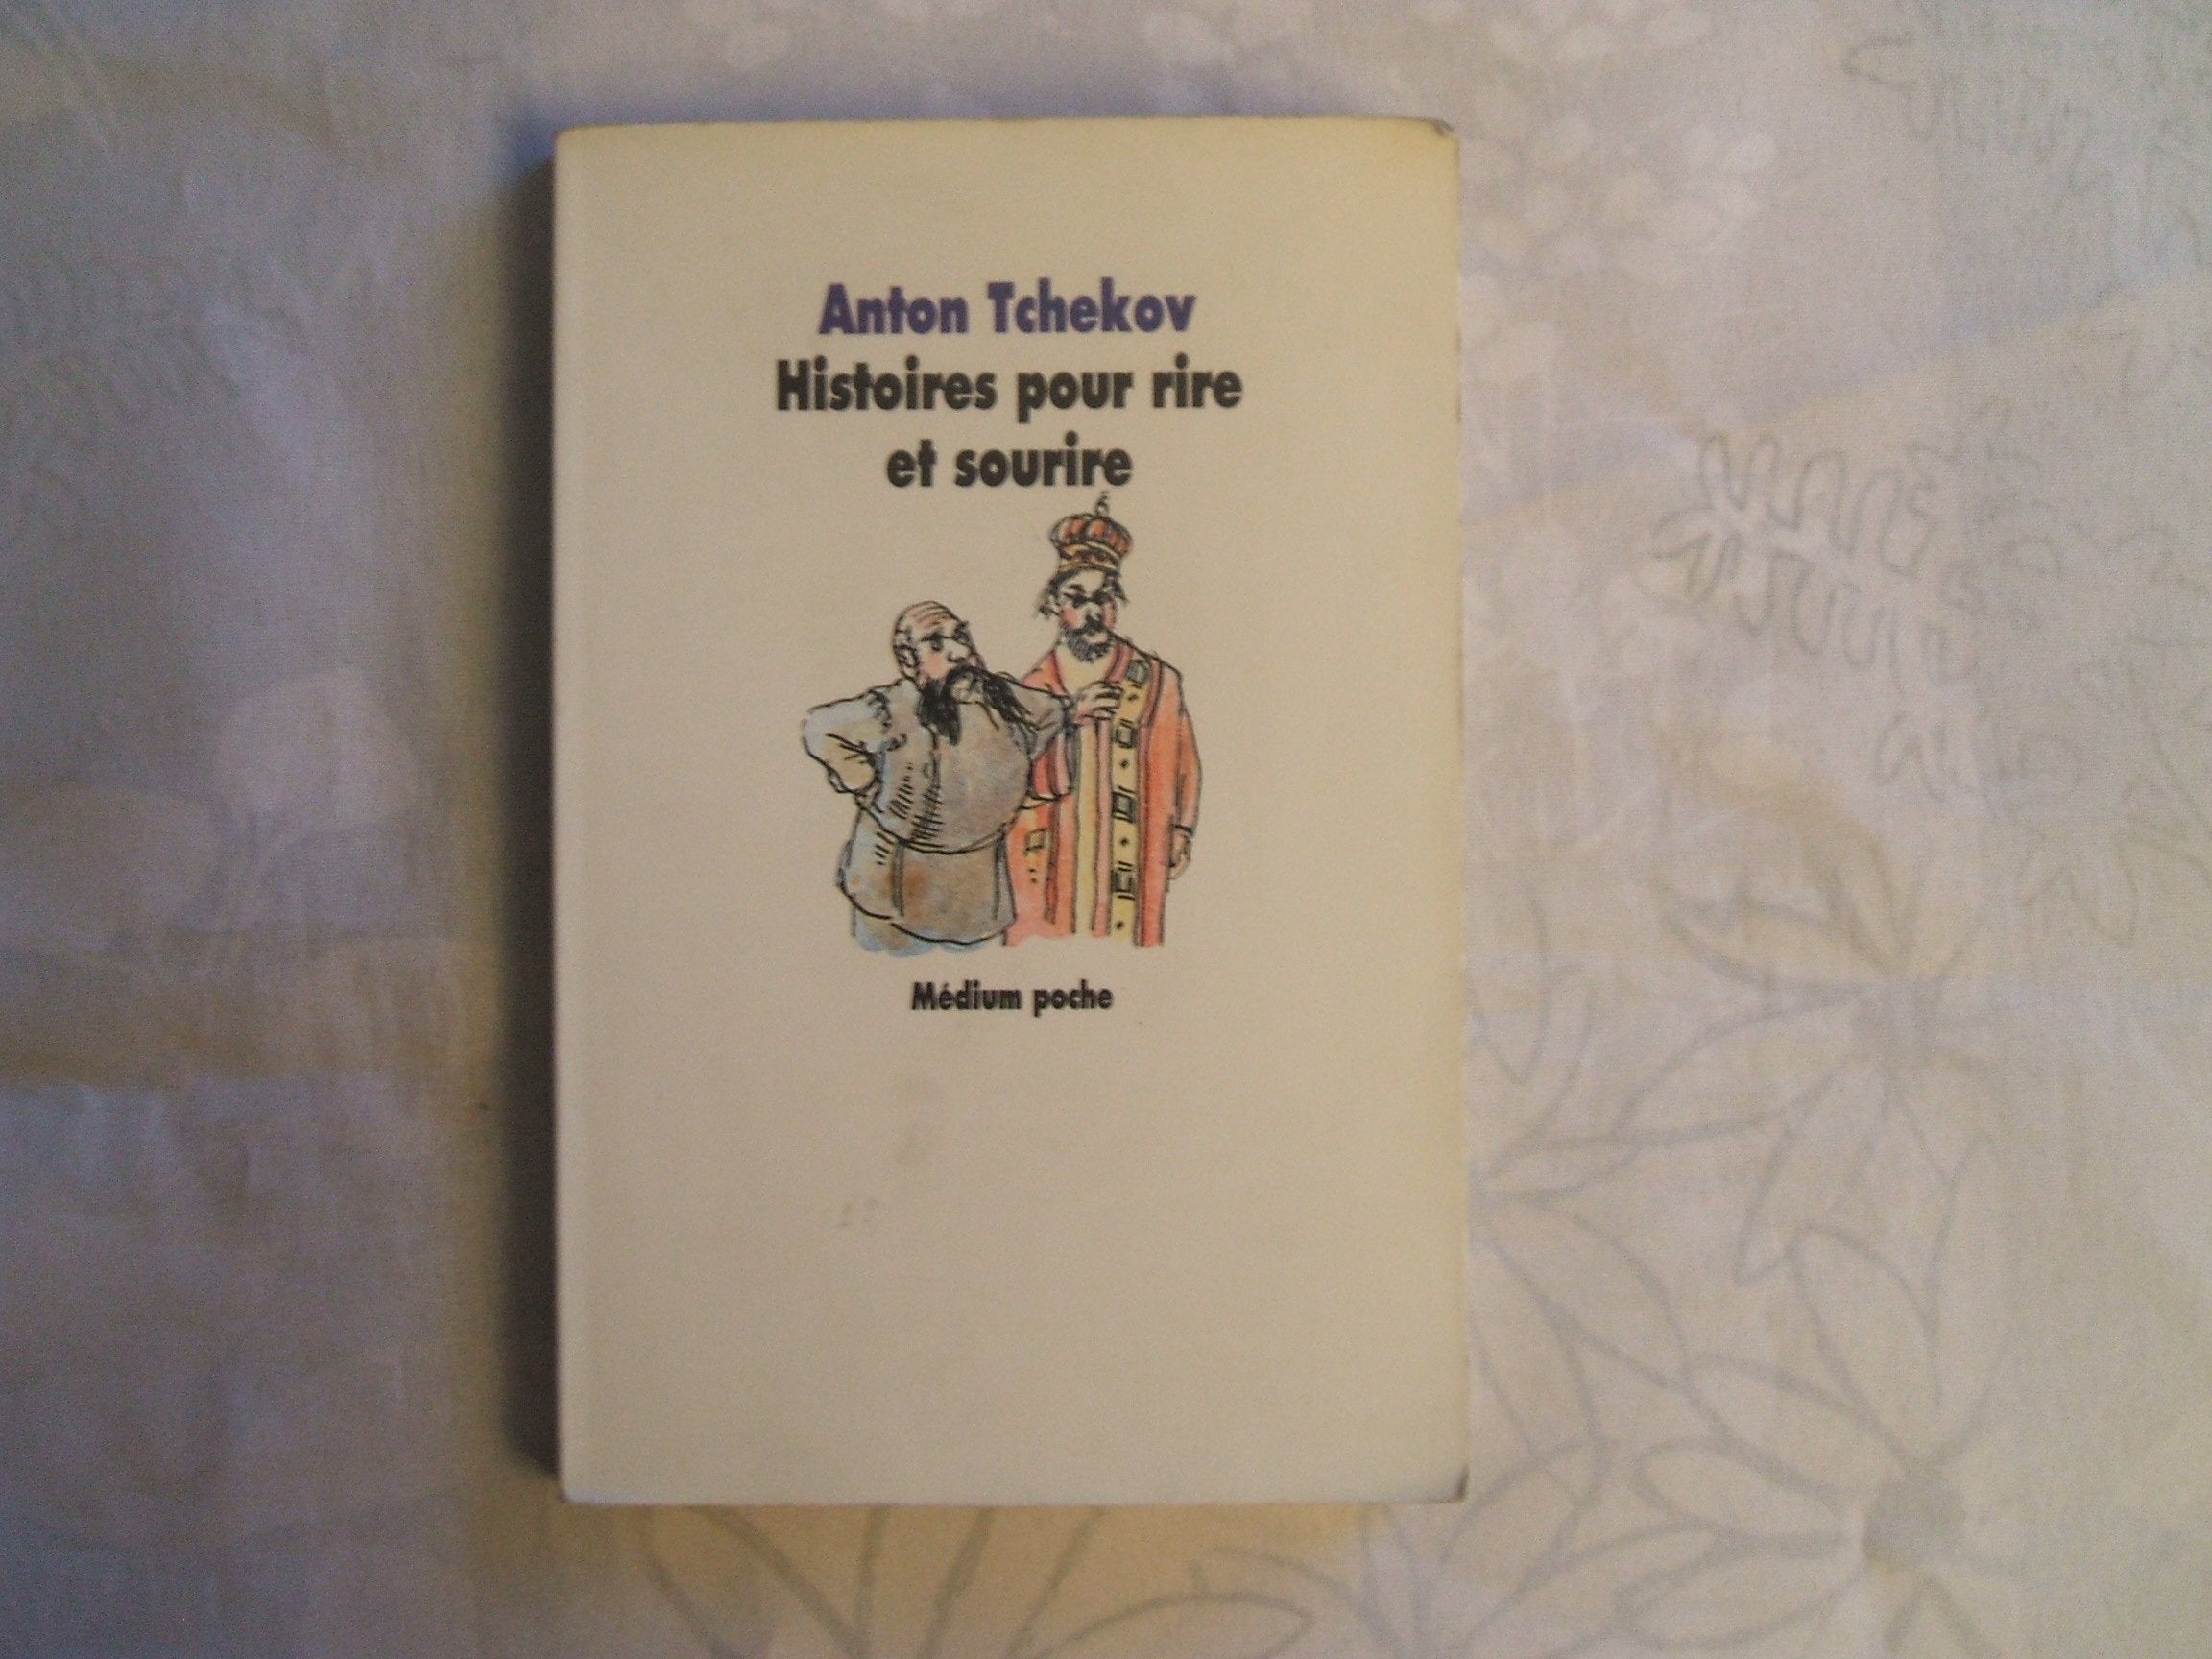 Anton Tchekov
Histoires pour rire
et sourire
Médium poche